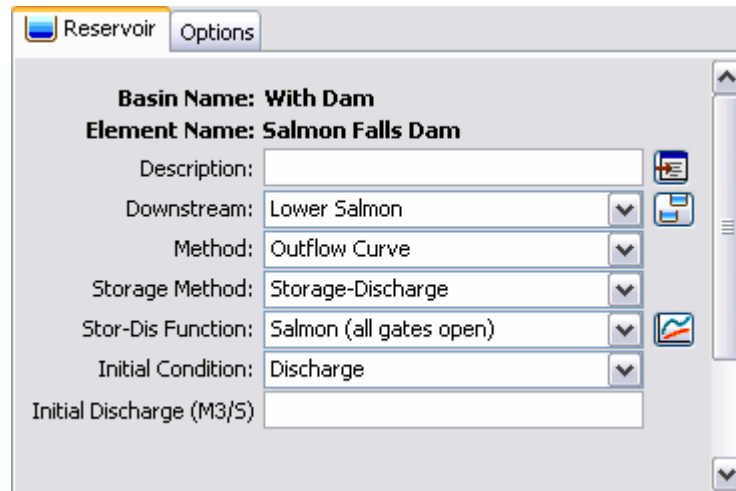 Reservoir Options
Basin Name: With Dam
Element Name: Salmon Falls Dam
Description:
Downstream: Lower Salmon
Method: Outflow Curve
Storage Method: Storage-Discharge
Stor-Dis Function: Salmon (all gates open)
Initial Condition: Discharge
Initial Discharge (M3/S)